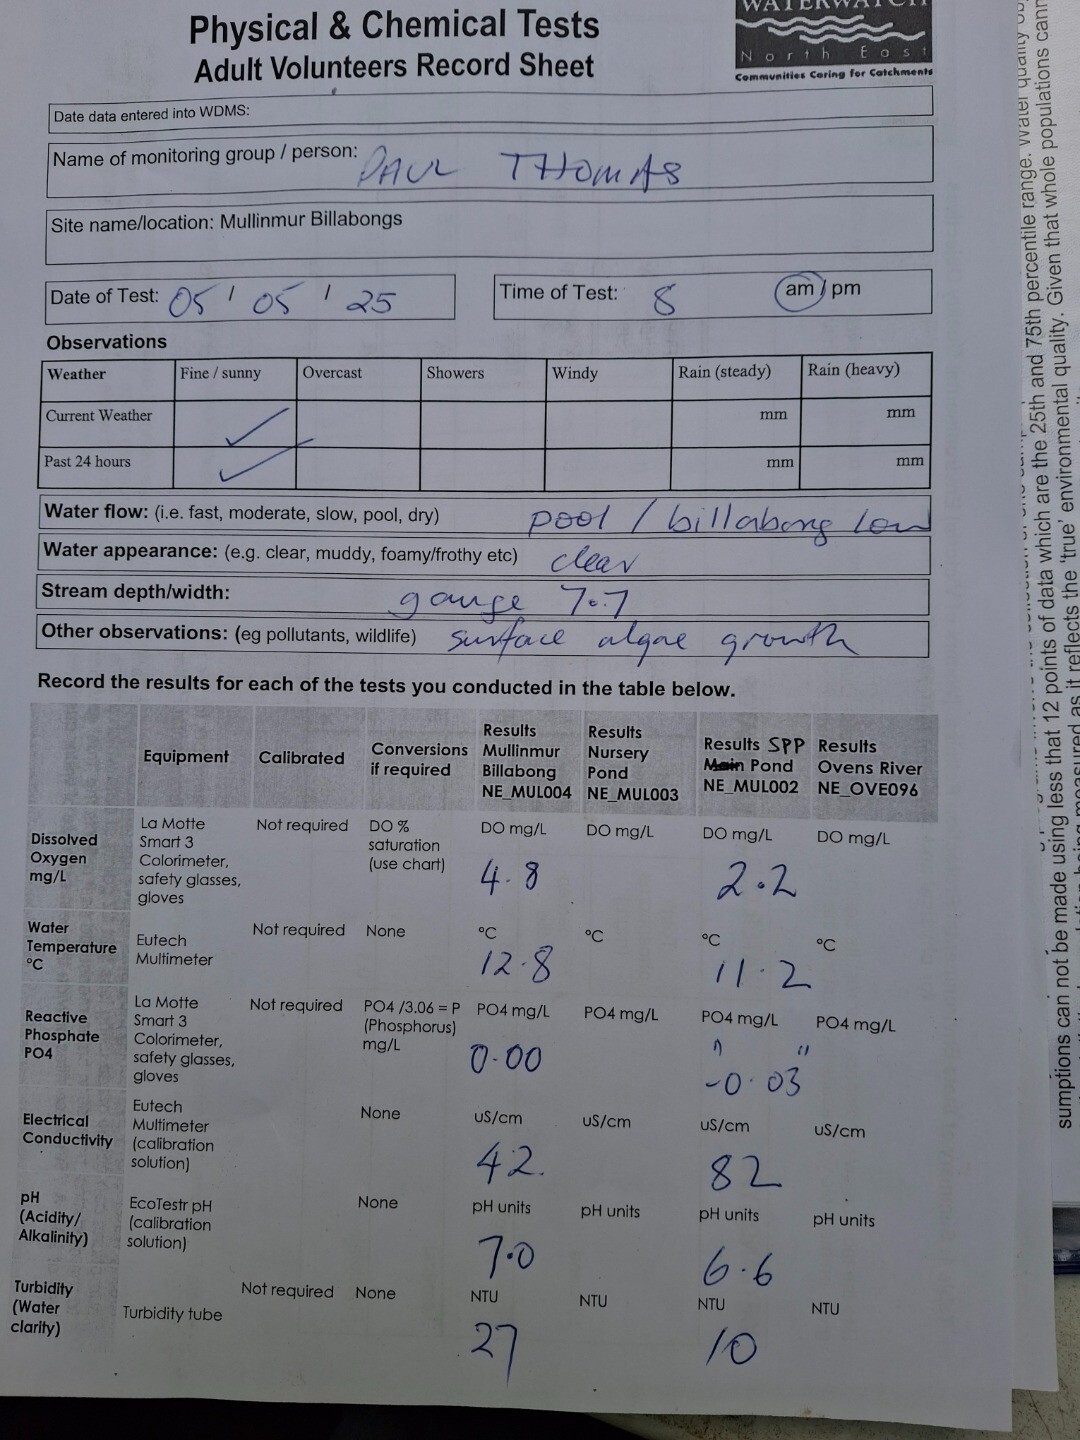 Physical & Chemical Tests
Adult Volunteers Record Sheet
WATERWATCH
North East
Communities Caring for Catchments
Date data entered into WDMS:
Name of monitoring group / person: PAUL THOMAS
Site name/location: Mullinmur Billabongs
Date of Test: 05 / 05 / 25
Time of Test: 8 am / pm
Observations
Weather Fine / sunny Overcast Showers Windy Rain (steady) Rain (heavy)
Current Weather ✓ mm mm
Past 24 hours ✓ mm mm
Water flow: (i.e. fast, moderate, slow, pool, dry) pool / billabong low
Water appearance: (e.g. clear, muddy, foamy/frothy etc) clear
Stream depth/width: gauge 7.7
Other observations: (eg pollutants, wildlife) surface algae growth
Record the results for each of the tests you conducted in the table below.
Equipment Calibrated Conversions if required Results Mullinmur Billabong NE_MUL004 Results Nursery Pond NE_MUL003 Results SPP Main Pond NE_MUL002 Results Ovens River NE_OVE096
Dissolved Oxygen mg/L La Motte Smart 3 Colorimeter, safety glasses, gloves Not required DO % saturation (use chart) DO mg/L 4.8 DO mg/L DO mg/L 2.2 DO mg/L
Water Temperature °C Eutech Multimeter Not required None °C 12.8 °C °C 11.2 °C
Reactive Phosphate PO4 La Motte Smart 3 Colorimeter, safety glasses, gloves Not required PO4 /3.06 = P (Phosphorus) mg/L PO4 mg/L 0.00 PO4 mg/L PO4 mg/L -0.03 PO4 mg/L
Electrical Conductivity Eutech Multimeter (calibration solution) None uS/cm 42. uS/cm uS/cm 82 uS/cm
pH (Acidity/ Alkalinity) EcoTestr pH (calibration solution) None pH units 7.0 pH units pH units 6.6 pH units
Turbidity (Water clarity) Turbidity tube Not required None NTU 27 NTU NTU 10 NTU
sumptions can not be made using less that 12 points of data which are the 25th and 75th percentile range. Water quality
as it reflects the 'true' environmental quality. Given that whole populations